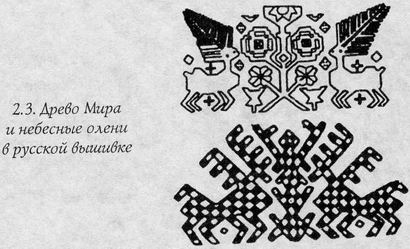 2.3. Древо Мира
и небесные олени
в русской вышивке